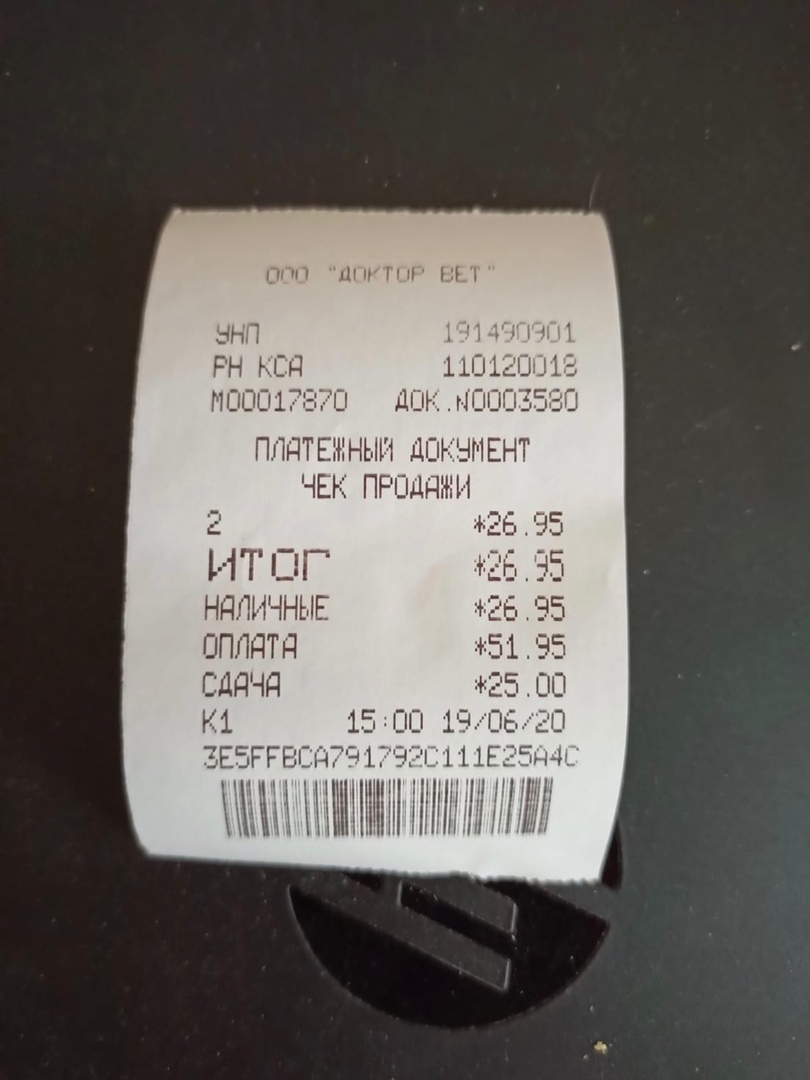 ООО "ДОКТОР ВЕТ"
УНП 191490901
РН КСА 110120018
М00017870 ДОК.N0003580
ПЛАТЕЖНЫЙ ДОКУМЕНТ
ЧЕК ПРОДАЖИ
2 *26.95
ИТОГ *26.95
НАЛИЧНЫЕ *26.95
ОПЛАТА *51.95
СДАЧА *25.00
К1 15:00 19/06/20
3E5FFBCA791792C111E25A4C